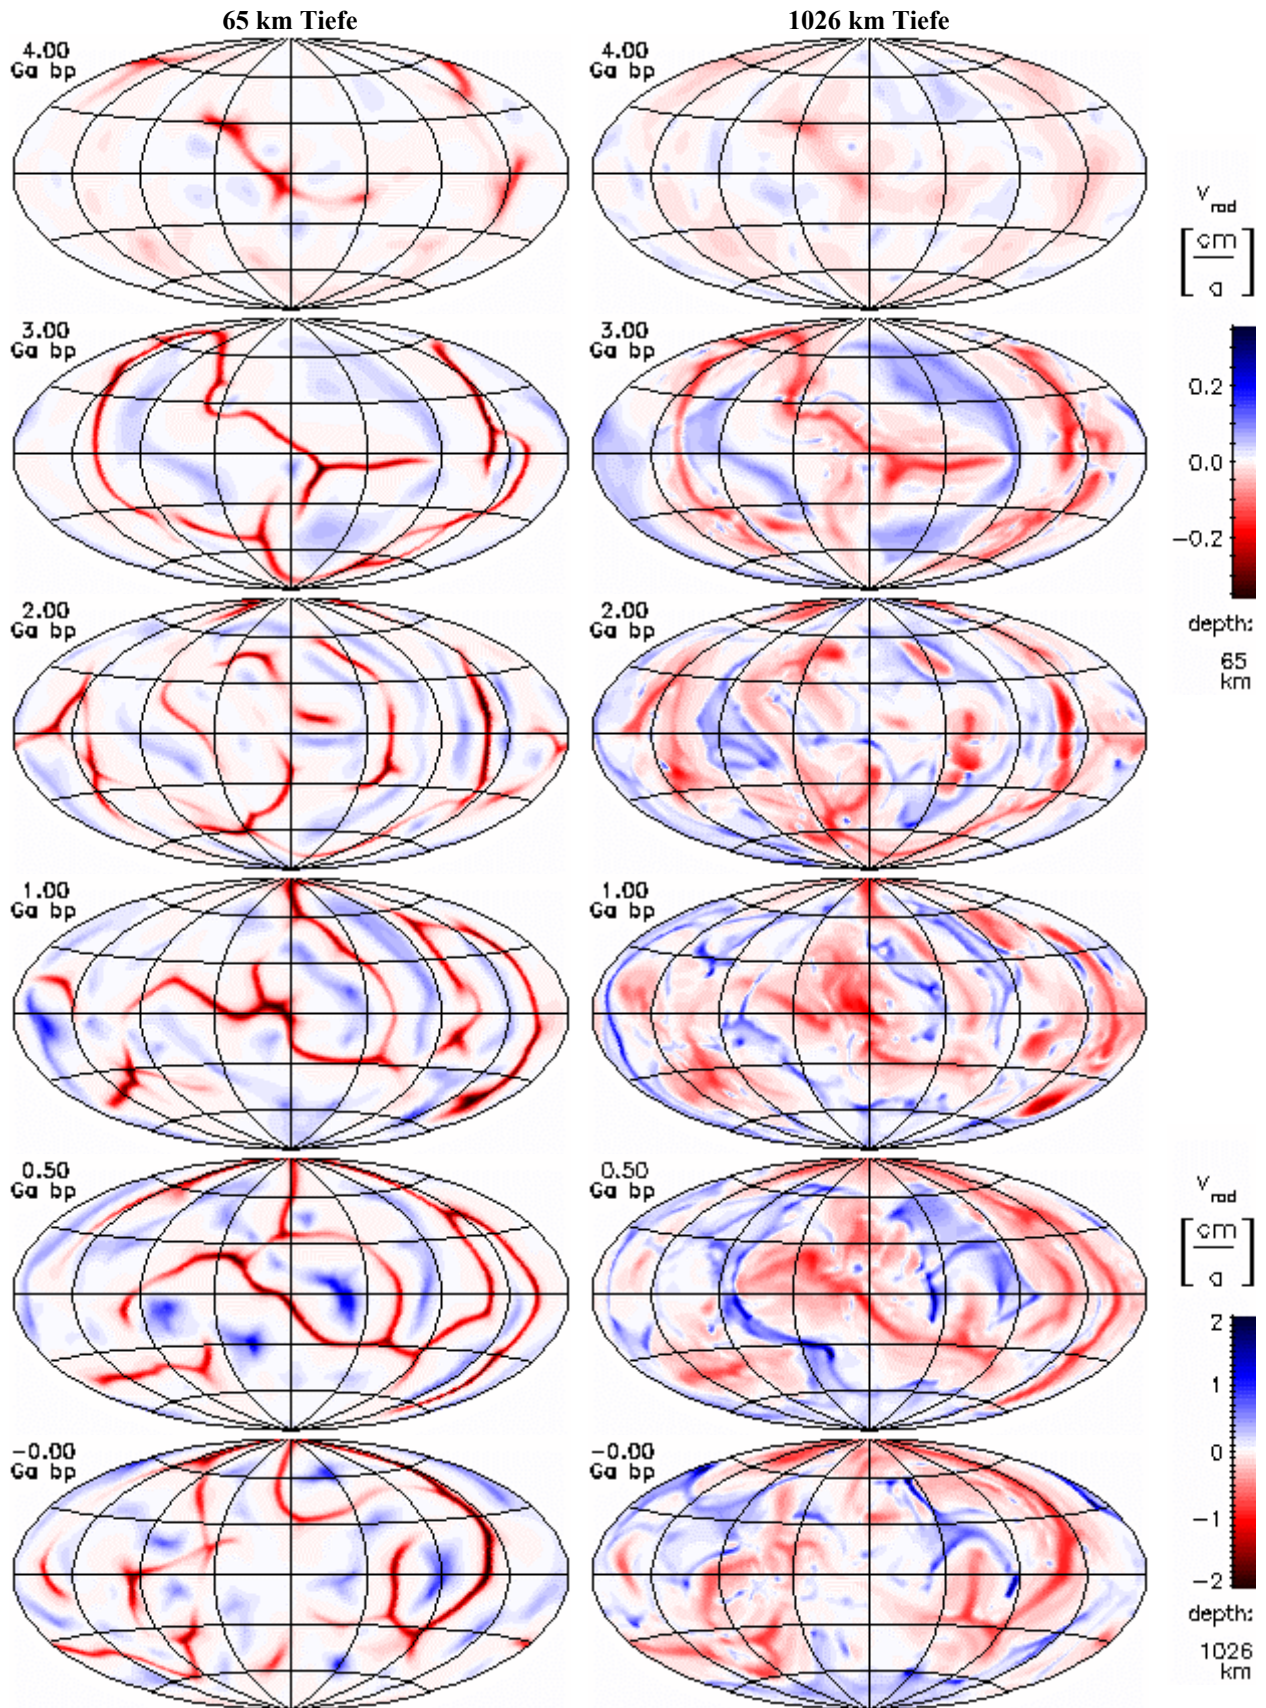 65 km Tiefe
1026 km Tiefe
4.00
Ga bp
4.00
Ga bp
v rad
[cm/a]
3.00
Ga bp
3.00
Ga bp
0.2
0.0
−0.2
depth:
65
km
2.00
Ga bp
2.00
Ga bp
1.00
Ga bp
1.00
Ga bp
0.50
Ga bp
0.50
Ga bp
v rad
[cm/a]
2
1
0
−1
−2
depth:
1026
km
−0.00
Ga bp
−0.00
Ga bp